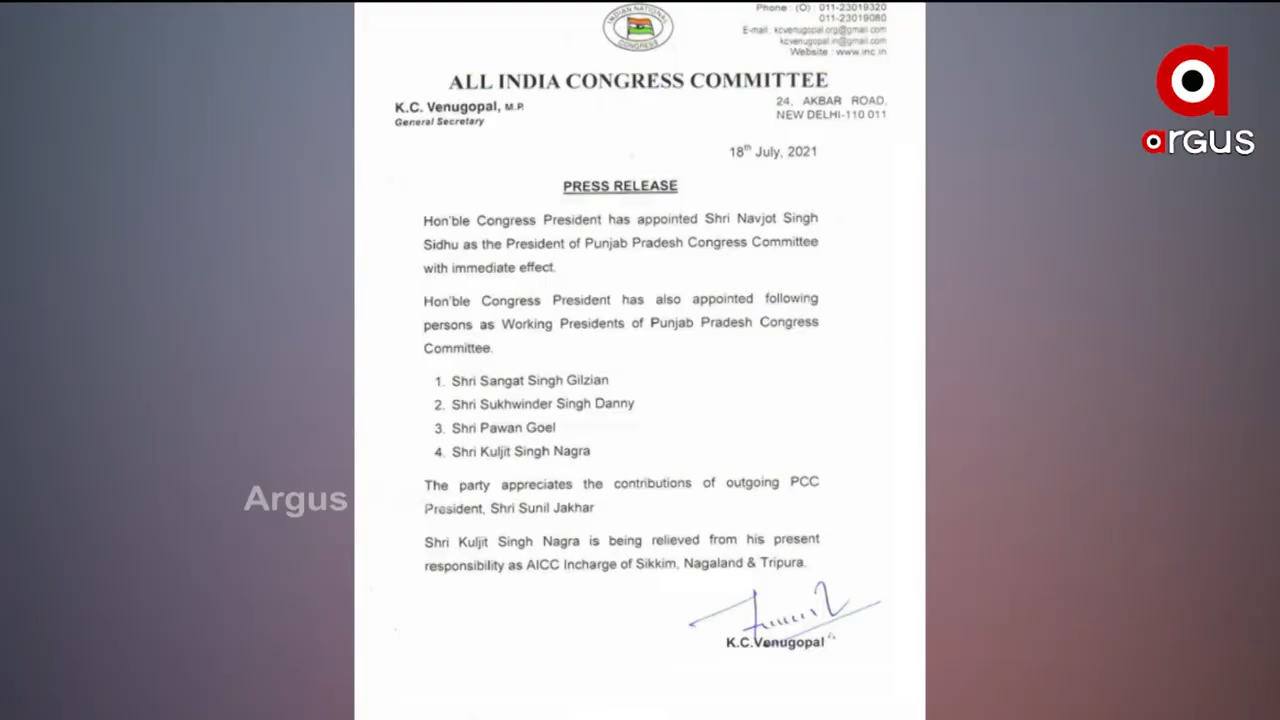 INDIAN NATIONAL
CONGRESS
Phone : (O) : 011-23019320
011-23019080
E-mail : kcvenugopal.org@gmail.com
kcvenugopal.in@gmail.com
Website : www.inc.in
ALL INDIA CONGRESS COMMITTEE
K.C. Venugopal, M.P.
General Secretary
24, AKBAR ROAD,
NEW DELHI-110 011
argus
18th July, 2021
PRESS RELEASE
Hon'ble Congress President has appointed Shri Navjot Singh
Sidhu as the President of Punjab Pradesh Congress Committee
with immediate effect.
Hon'ble Congress President has also appointed following
persons as Working Presidents of Punjab Pradesh Congress
Committee.
1. Shri Sangat Singh Gilzian
2. Shri Sukhwinder Singh Danny
3. Shri Pawan Goel
4. Shri Kuljit Singh Nagra
The party appreciates the contributions of outgoing PCC
President, Shri Sunil Jakhar
Argus
Shri Kuljit Singh Nagra is being relieved from his present
responsibility as AICC Incharge of Sikkim, Nagaland & Tripura.
K.C.Venugopal